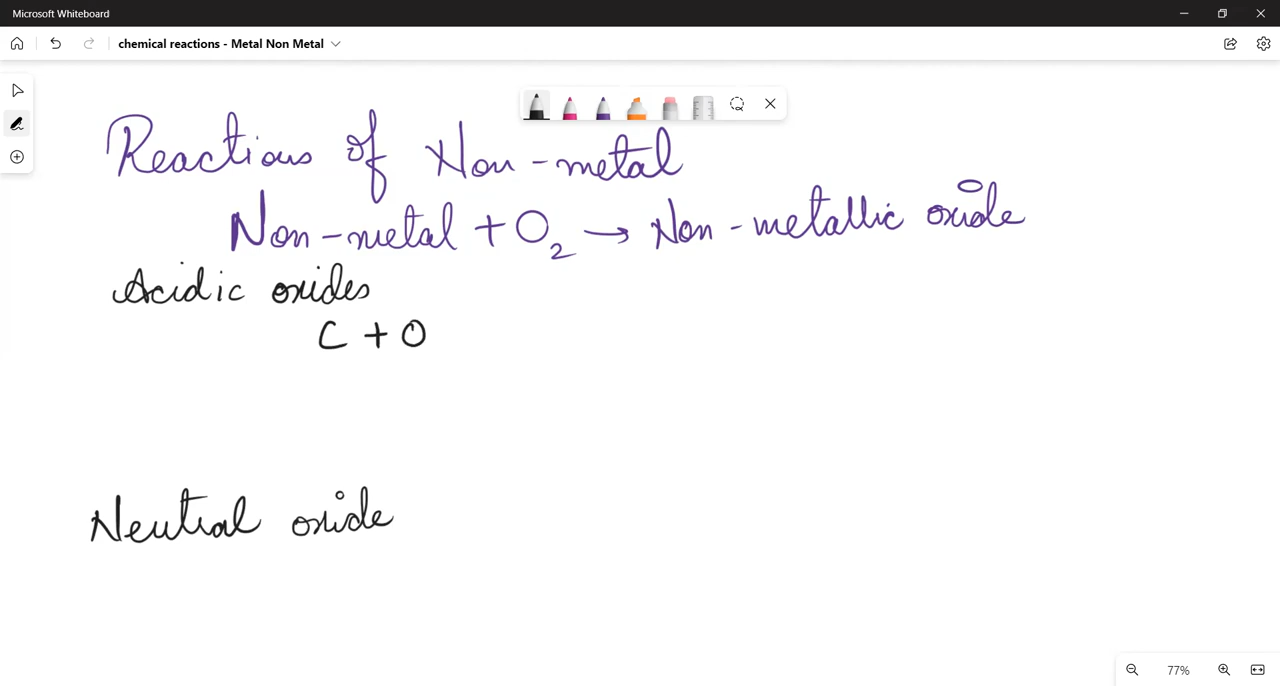 Microsoft Whiteboard
chemical reactions - Metal Non Metal
Reactions of Non-metal
Non-metal + O2 → Non-metallic oxide
Acidic oxides
C + O
Neutral oxide
77%